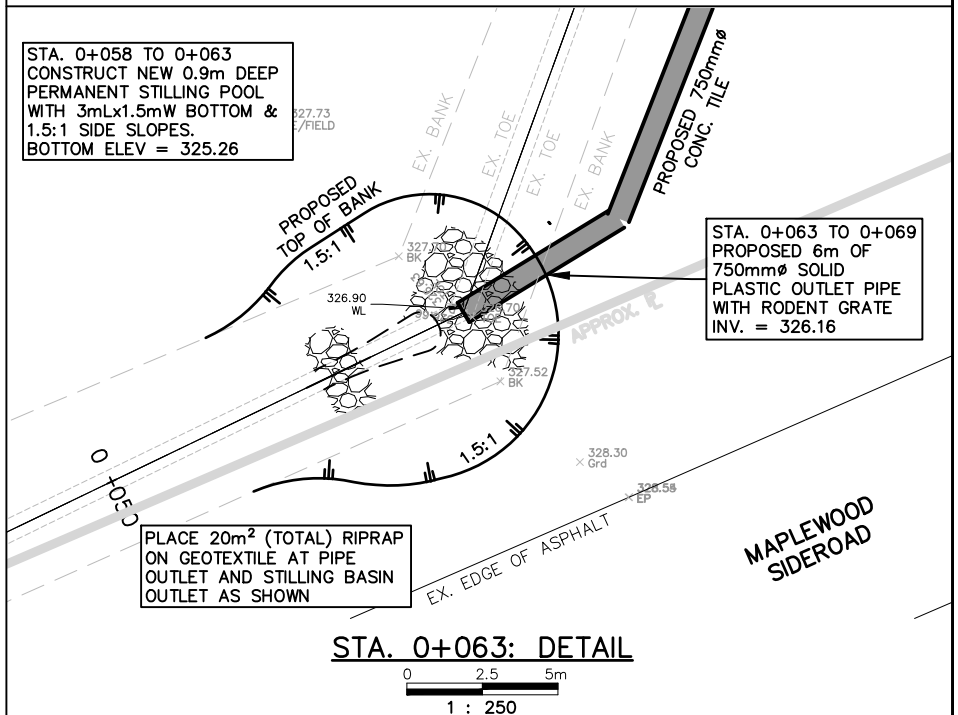 STA. 0+058 TO 0+063
CONSTRUCT NEW 0.9m DEEP
PERMANENT STILLING POOL
WITH 3mLx1.5mW BOTTOM &
1.5:1 SIDE SLOPES.
BOTTOM ELEV = 325.26
327.73
E/FIELD
EX. BANK
EX. TOE
EX. TOE
EX. BANK
PROPOSED 750mmø
CONC. TILE
PROPOSED
TOP OF BANK
1.5:1
BK
326.90
WL
STA. 0+063 TO 0+069
PROPOSED 6m OF
750mmø SOLID
PLASTIC OUTLET PIPE
WITH RODENT GRATE
INV. = 326.16
APPROX. ⅊
327.52
BK
1.5:1
328.30
Grd
EP
0+050
PLACE 20m² (TOTAL) RIPRAP
ON GEOTEXTILE AT PIPE
OUTLET AND STILLING BASIN
OUTLET AS SHOWN
EX. EDGE OF ASPHALT
MAPLEWOOD
SIDEROAD
STA. 0+063: DETAIL
0 2.5 5m
1 : 250